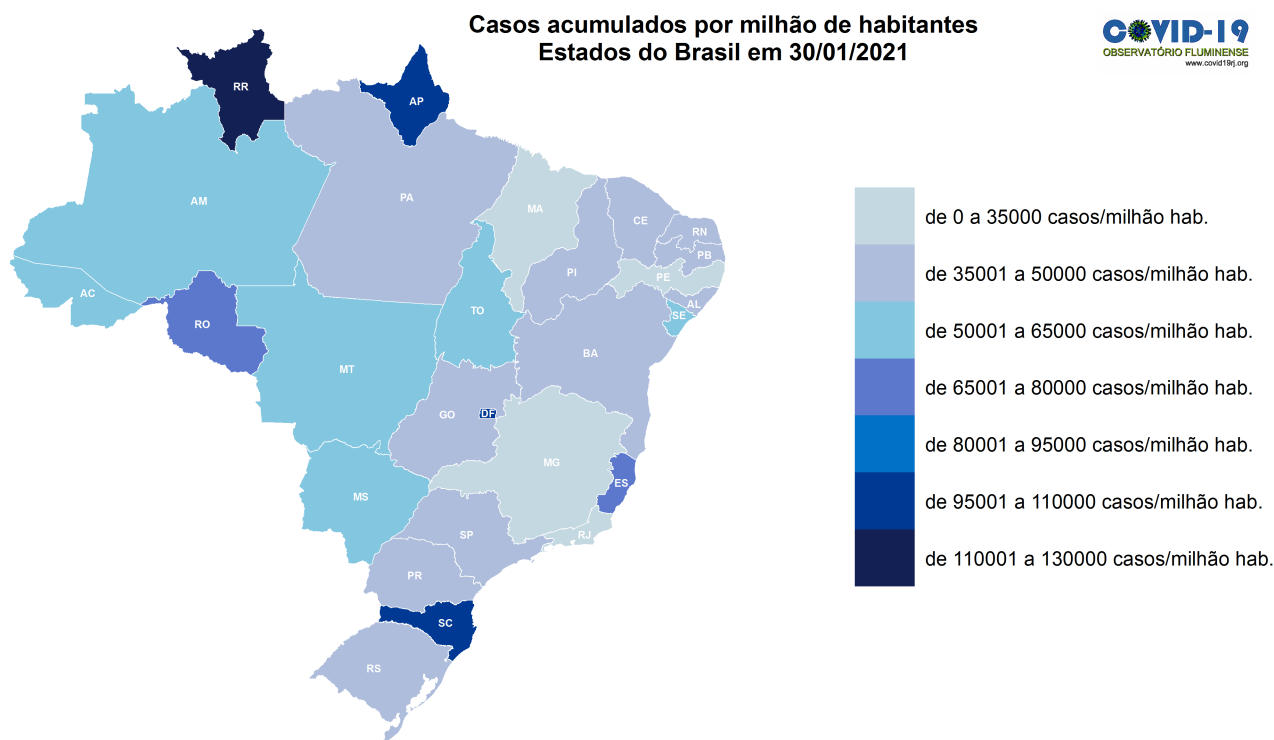 Casos acumulados por milhão de habitantes
Estados do Brasil em 30/01/2021
COVID-19
OBSERVATÓRIO FLUMINENSE
www.covid19rj.org
RR
AP
AM
PA
MA
CE
RN
PB
PI
PE
AL
SE
AC
RO
TO
BA
MT
GO
DF
MG
ES
MS
SP
RJ
PR
SC
RS
de 0 a 35000 casos/milhão hab.
de 35001 a 50000 casos/milhão hab.
de 50001 a 65000 casos/milhão hab.
de 65001 a 80000 casos/milhão hab.
de 80001 a 95000 casos/milhão hab.
de 95001 a 110000 casos/milhão hab.
de 110001 a 130000 casos/milhão hab.